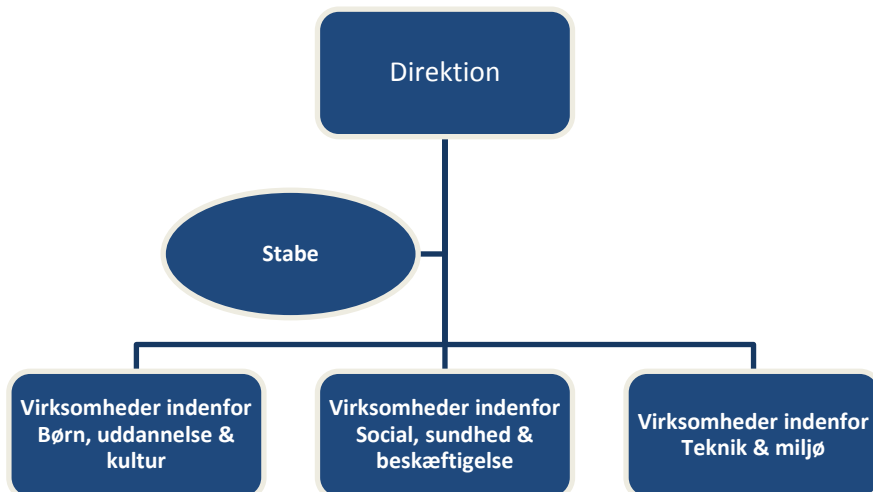 Direktion
Stabe
Virksomheder indenfor
Børn, uddannelse &
kultur
Virksomheder indenfor
Social, sundhed &
beskæftigelse
Virksomheder indenfor
Teknik & miljø